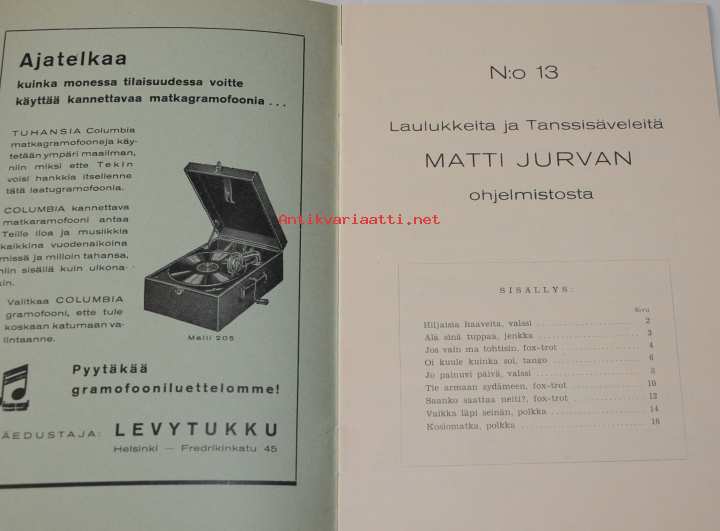 Ajatelkaa
kuinka monessa tilaisuudessa voitte
käyttää kannettavaa matkagramofoonia...
TUHANSIA Columbia
matkagramofooneja käy-
tetään ympäri maailman,
niin miksi ette Tekin
voisi hankkia itsellenne
tätä laatugramofoonia.
COLUMBIA kannettava
matkaramofooni antaa
Teille iloa ja musiikkia
kaikkina vuodenaikoina
missä ja milloin tahansa,
niin sisällä kuin ulkona-
kin.
Valitkaa COLUMBIA
gramofooni, ette tule
koskaan katumaan va-
lintaanne.
Malli 205
Pyytäkää
gramofooniluettelomme!
ÄEDUSTAJA: LEVYTUKKU
Helsinki — Fredrikinkatu 45
Antikvariaatti.net
N:o 13
Laulukkeita ja Tanssisäveleitä
MATTI JURVAN
ohjelmistosta
SISÄLLYS:
Sivu
Hiljaisia haaveita, valssi 2
Älä sinä tuppaa, jenkka 3
Jos vain ma tohtisin, fox-trot 4
Oi kuule kuinka soi, tango 6
Jo painuvi päivä, valssi 8
Tie armaan sydämeen, fox-trot 10
Saanko saattaa neiti?, fox-trot 12
Vaikka läpi seinän, polkka 14
Kosiomatka, polkka 16